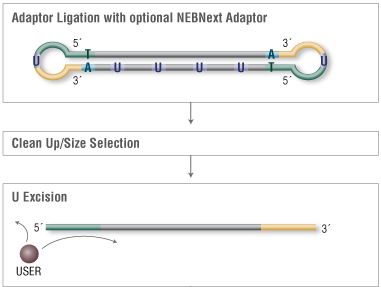 Adaptor Ligation with optional NEBNext Adaptor
5´ 3´
T A
U U
A U U U U T
3´ 5´
Clean Up/Size Selection
U Excision
5´ 3´
USER